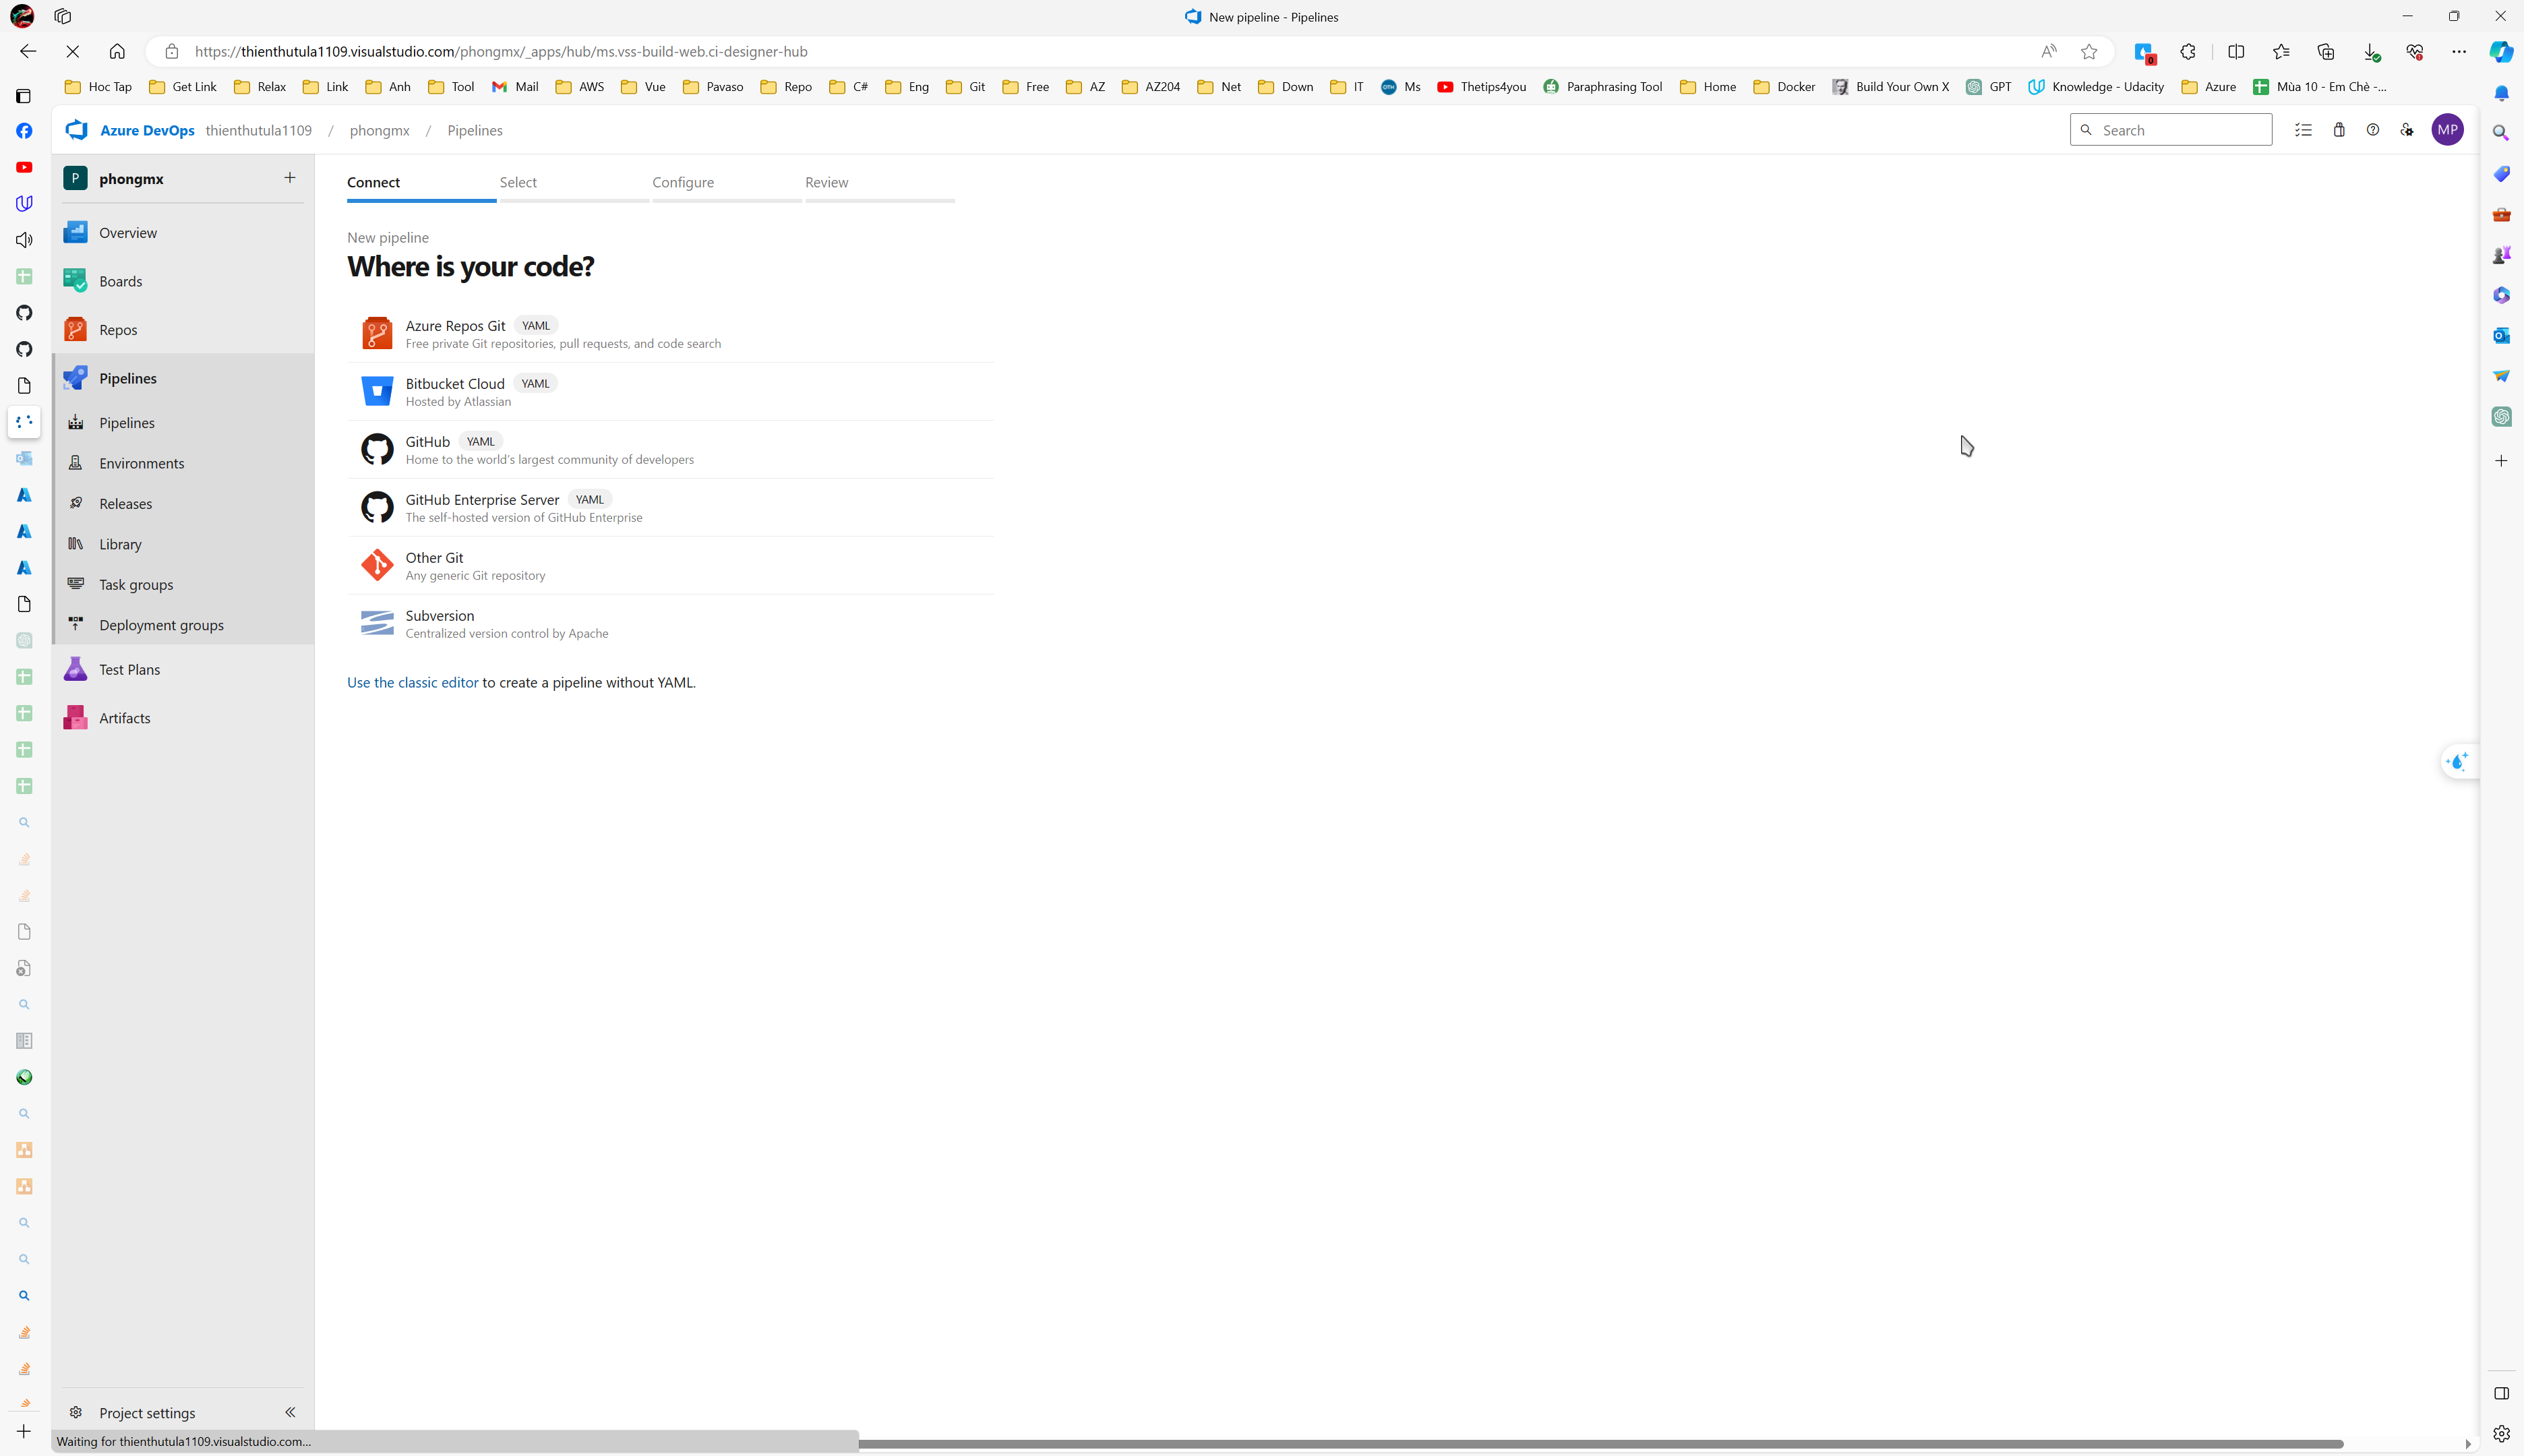 New pipeline - Pipelines
https://thienthutula1109.visualstudio.com/phongmx/_apps/hub/ms.vss-build-web.ci-designer-hub
A))
0
Hoc Tap Get Link Relax Link Anh Tool Mail AWS Vue Pavaso Repo C# Eng Git Free AZ AZ204 Net Down IT Ms Thetips4you Paraphrasing Tool Home Docker Build Your Own X GPT Knowledge - Udacity Azure Mùa 10 - Em Chè -...
Azure DevOps thienthutula1109 / phongmx / Pipelines
Search
MP
P phongmx
Overview
Boards
Repos
Pipelines
Pipelines
Environments
Releases
Library
Task groups
Deployment groups
Test Plans
Artifacts
Project settings
Connect Select Configure Review
New pipeline
Where is your code?
Azure Repos Git YAML
Free private Git repositories, pull requests, and code search
Bitbucket Cloud YAML
Hosted by Atlassian
GitHub YAML
Home to the world's largest community of developers
GitHub Enterprise Server YAML
The self-hosted version of GitHub Enterprise
Other Git
Any generic Git repository
Subversion
Centralized version control by Apache
Use the classic editor to create a pipeline without YAML.
Waiting for thienthutula1109.visualstudio.com...